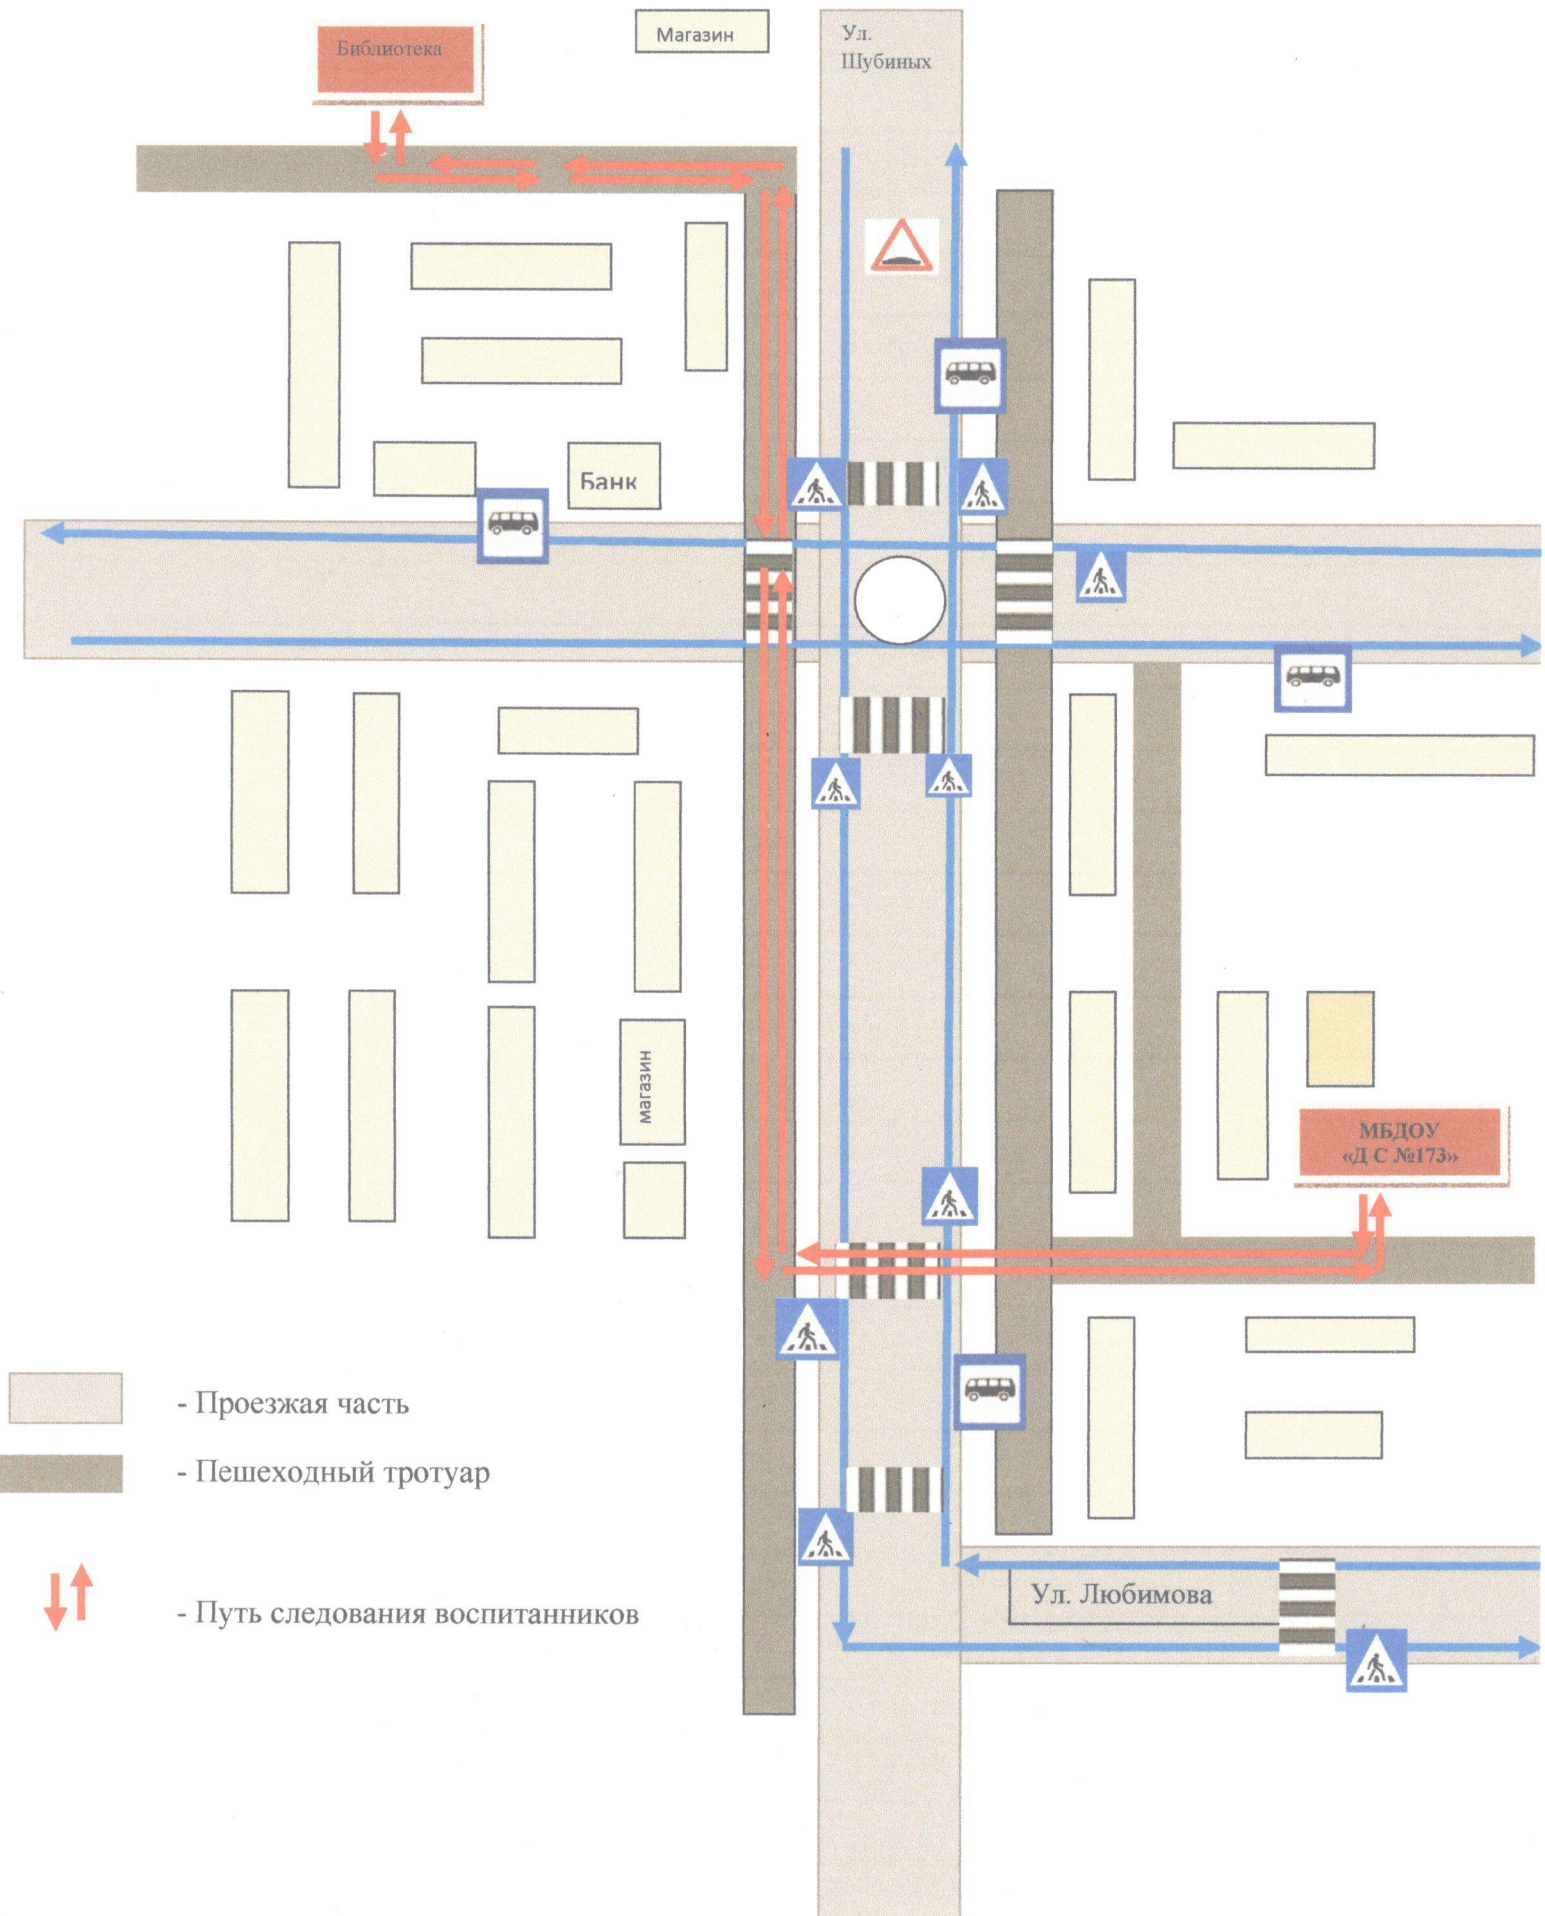 Магазин
Ул.
Шубиных
Библиотека
Банк
магазин
МБДОУ
«Д С №173»
- Проезжая часть
- Пешеходный тротуар
- Путь следования воспитанников
Ул. Любимова